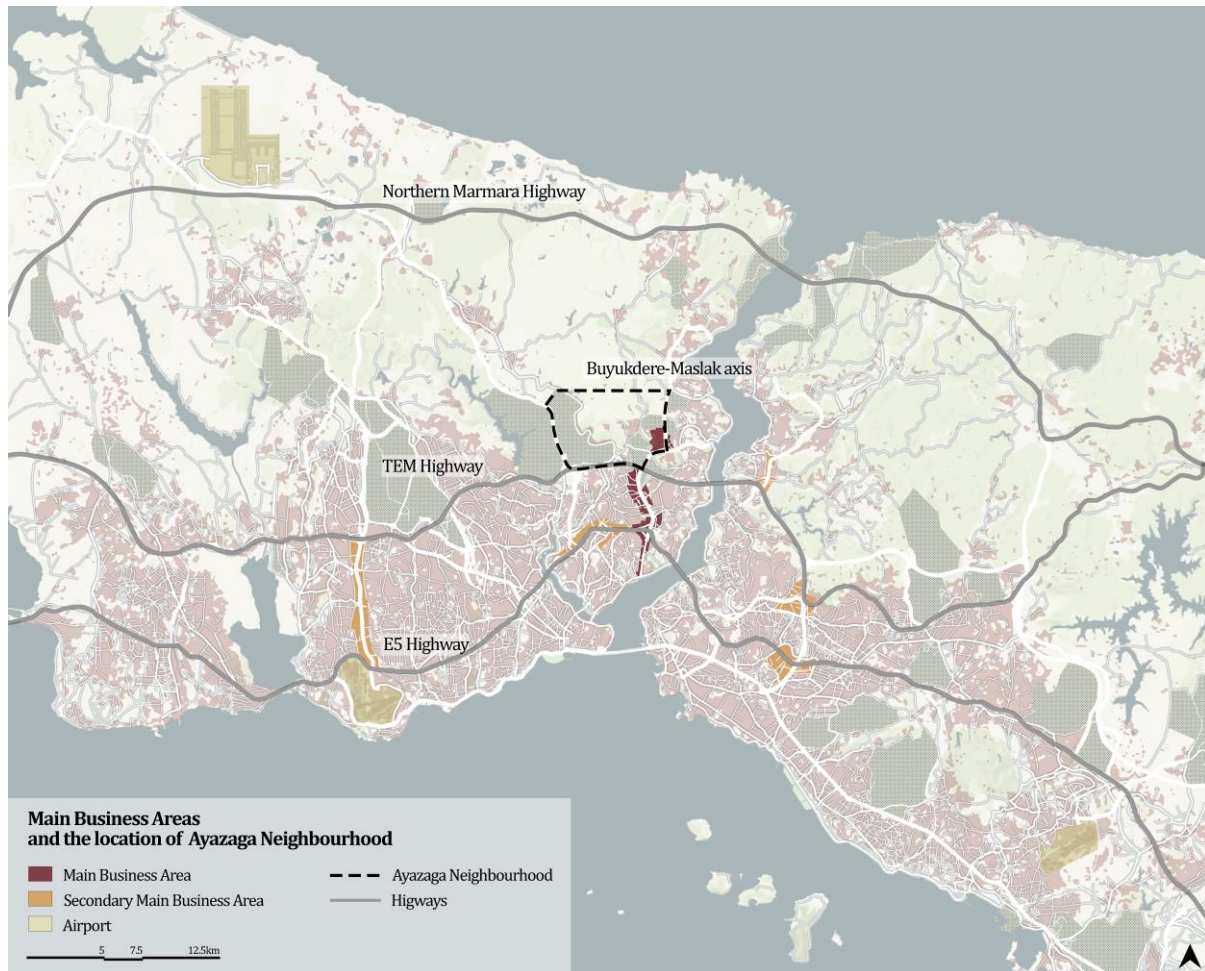 Northern Marmara Highway
Buyukdere-Maslak axis
TEM Highway
E5 Highway
Main Business Areas
and the location of Ayazaga Neighbourhood
Main Business Area
Secondary Main Business Area
Airport
Ayazaga Neighbourhood
Higways
5 7.5 12.5km